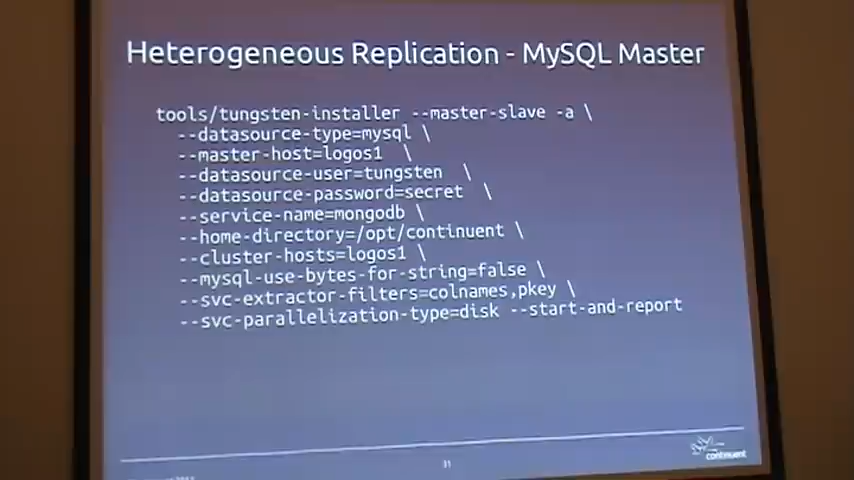 Heterogeneous Replication - MySQL Master
tools/tungsten-installer --master-slave -a \
--datasource-type=mysql \
--master-host=logos1 \
--datasource-user=tungsten \
--datasource-password=secret \
--service-name=mongodb \
--home-directory=/opt/continuent \
--cluster-hosts=logos1 \
--mysql-use-bytes-for-string=false \
--svc-extractor-filters=colnames,pkey \
--svc-parallelization-type=disk --start-and-report
continuent